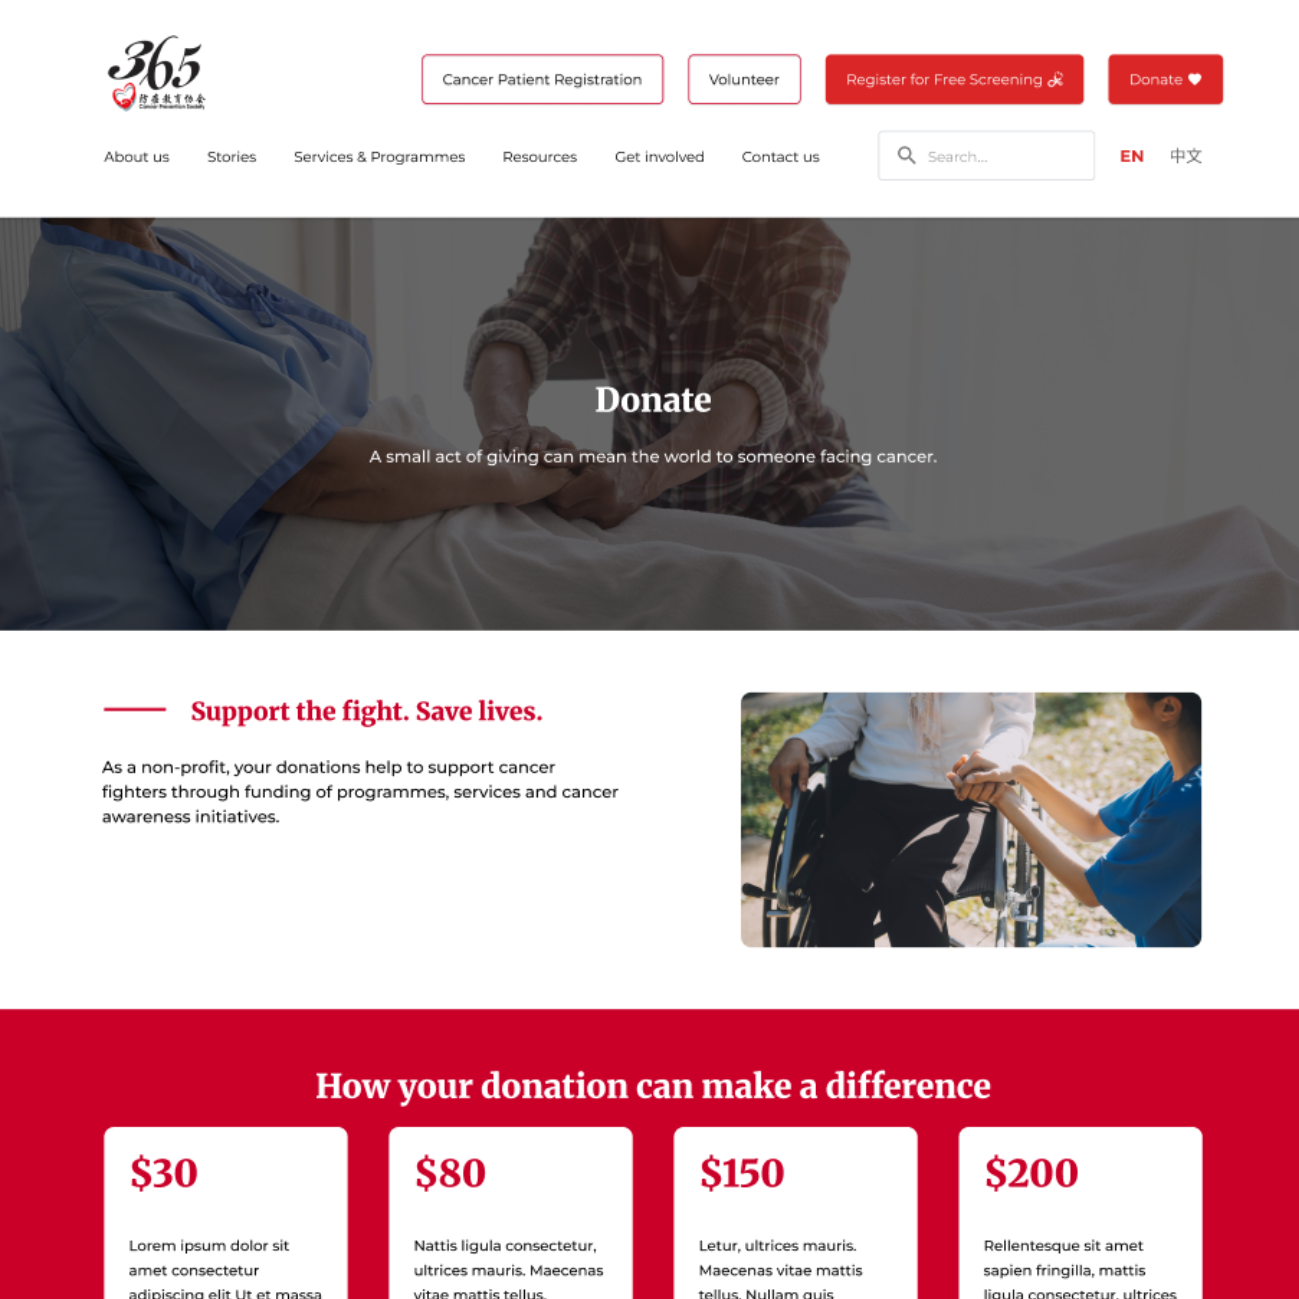 365
防癌教育协会
Cancer Prevention Society
Cancer Patient Registration
Volunteer
Register for Free Screening
Donate
About us
Stories
Services & Programmes
Resources
Get involved
Contact us
Search...
EN
中文
Donate
A small act of giving can mean the world to someone facing cancer.
Support the fight. Save lives.
As a non-profit, your donations help to support cancer
fighters through funding of programmes, services and cancer
awareness initiatives.
How your donation can make a difference
$30
Lorem ipsum dolor sit
amet consectetur
adipiscing elit Ut et massa
$80
Nattis ligula consectetur,
ultrices mauris. Maecenas
vitae mattis tellus.
$150
Letur, ultrices mauris.
Maecenas vitae mattis
tellus. Nullam quis
$200
Rellentesque sit amet
sapien fringilla, mattis
ligula consectetur, ultrices